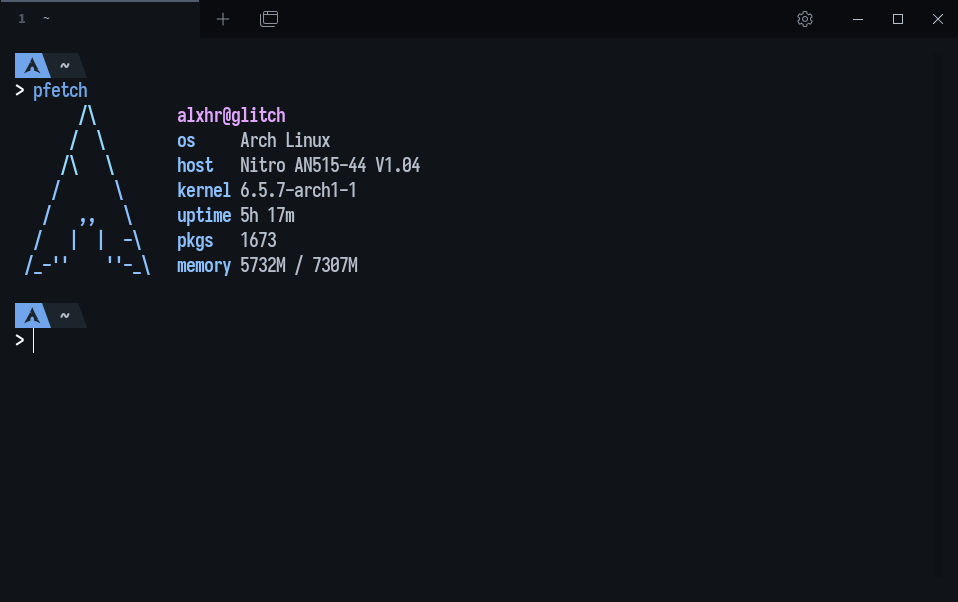 1 ~
~
> pfetch
alxhr@glitch
os Arch Linux
host Nitro AN515-44 V1.04
kernel 6.5.7-arch1-1
uptime 5h 17m
pkgs 1673
memory 5732M / 7307M
~
>